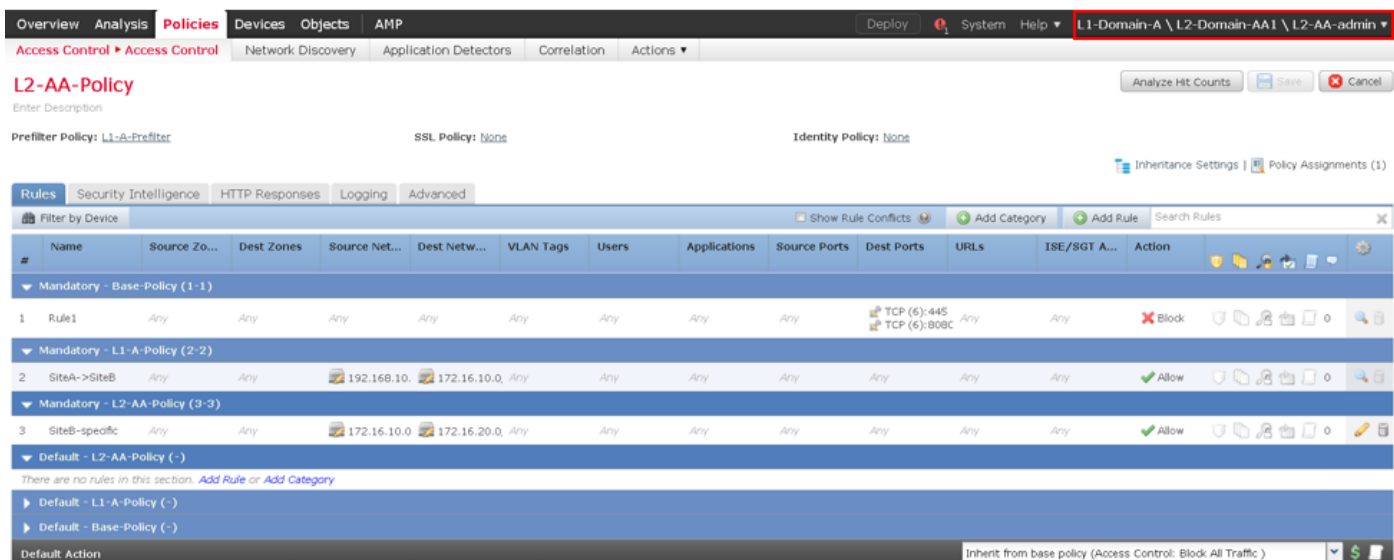 Overview Analysis Policies Devices Objects AMP Deploy 1 System Help ▼ L1-Domain-A \ L2-Domain-AA1 \ L2-AA-admin ▼
Access Control ▸ Access Control Network Discovery Application Detectors Correlation Actions ▼
L2-AA-Policy Analyze Hit Counts Save Cancel
Enter Description
Prefilter Policy: L1-A-Prefilter SSL Policy: None Identity Policy: None
Inheritance Settings | Policy Assignments (1)
Rules Security Intelligence HTTP Responses Logging Advanced
Filter by Device Show Rule Conflicts Add Category Add Rule Search Rules
# Name Source Zo... Dest Zones Source Net... Dest Netw... VLAN Tags Users Applications Source Ports Dest Ports URLs ISE/SGT A... Action
Mandatory - Base-Policy (1-1)
1 Rule1 Any Any Any Any Any Any Any Any TCP (6):445 Any Any Block 0
TCP (6):8080
Mandatory - L1-A-Policy (2-2)
2 SiteA->SiteB Any Any 192.168.10. 172.16.10.0, Any Any Any Any Any Any Any Allow 0
Mandatory - L2-AA-Policy (3-3)
3 SiteB-specific Any Any 172.16.10.0 172.16.20.0, Any Any Any Any Any Any Any Allow 0
Default - L2-AA-Policy (-)
There are no rules in this section. Add Rule or Add Category
Default - L1-A-Policy (-)
Default - Base-Policy (-)
Default Action Inherit from base policy (Access Control: Block All Traffic ) $